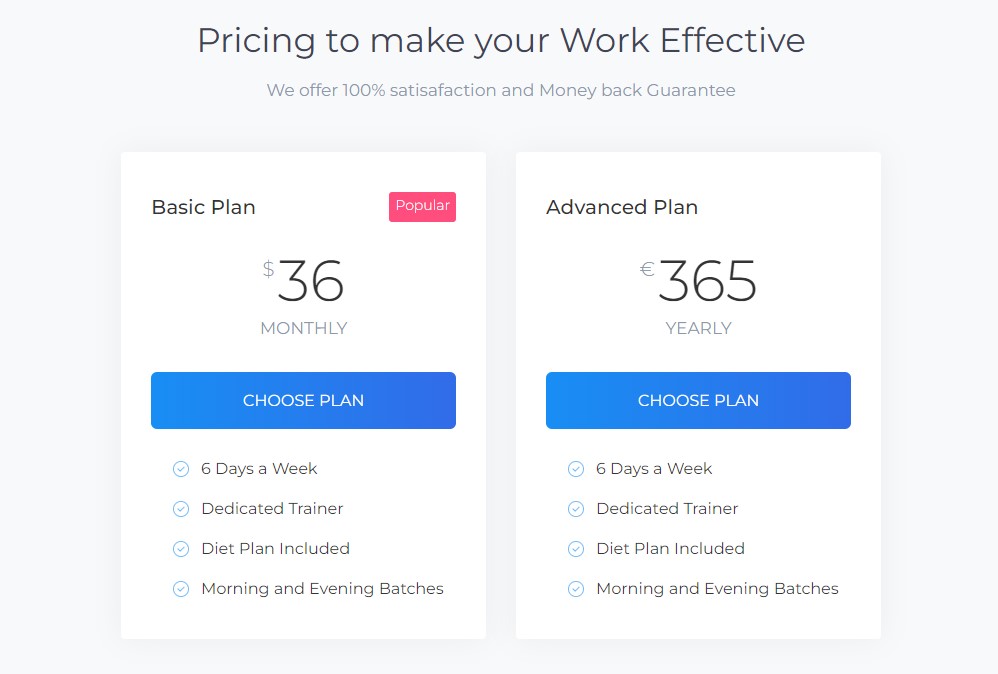 Pricing to make your Work Effective
We offer 100% satisafaction and Money back Guarantee
Basic Plan
Popular
$36
MONTHLY
CHOOSE PLAN
6 Days a Week
Dedicated Trainer
Diet Plan Included
Morning and Evening Batches
Advanced Plan
€365
YEARLY
CHOOSE PLAN
6 Days a Week
Dedicated Trainer
Diet Plan Included
Morning and Evening Batches